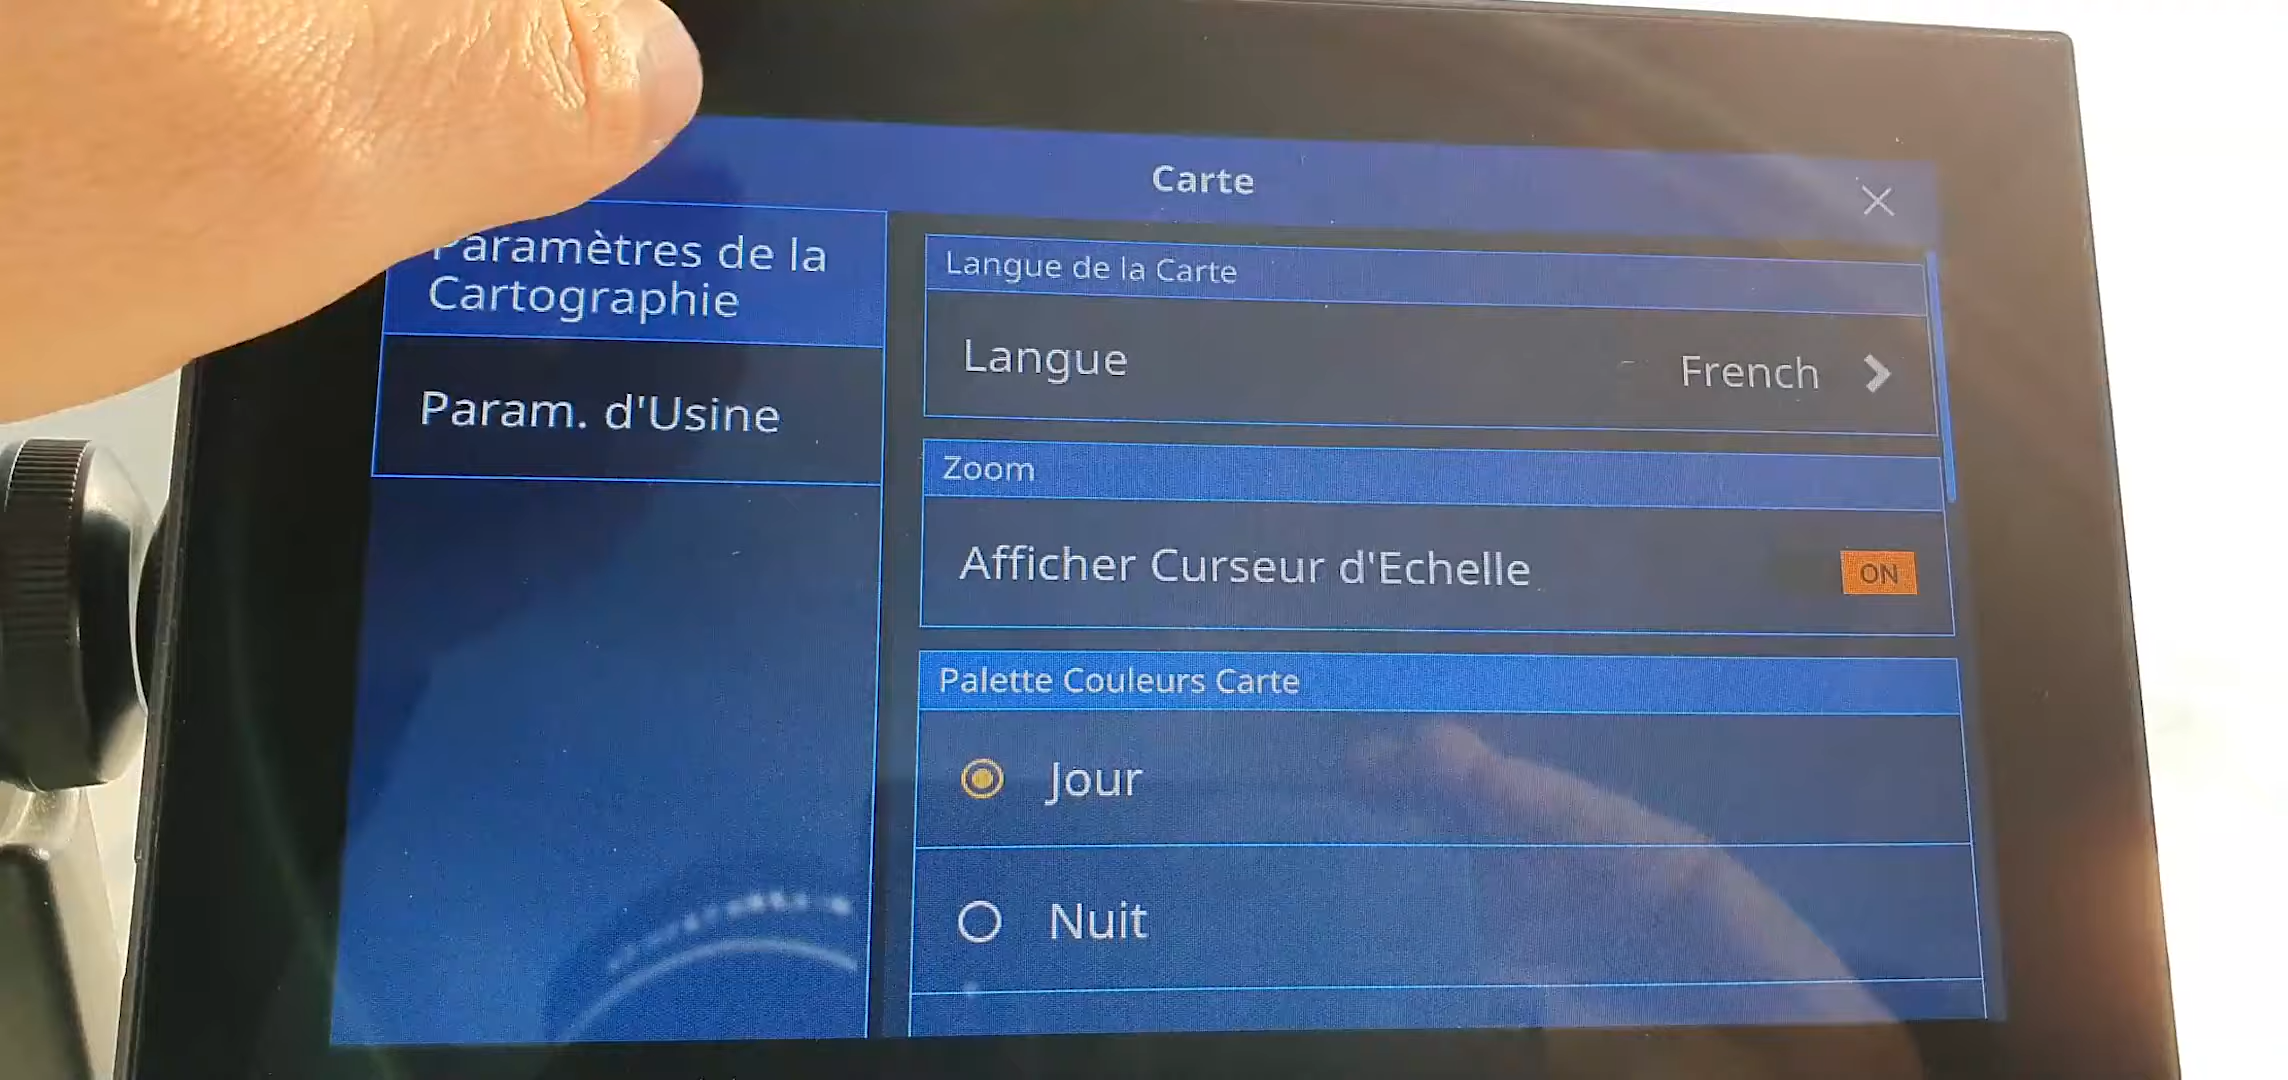 Carte
Paramètres de la
Cartographie
Param. d'Usine
Langue de la Carte
Langue
French
Zoom
Afficher Curseur d'Echelle
ON
Palette Couleurs Carte
Jour
Nuit